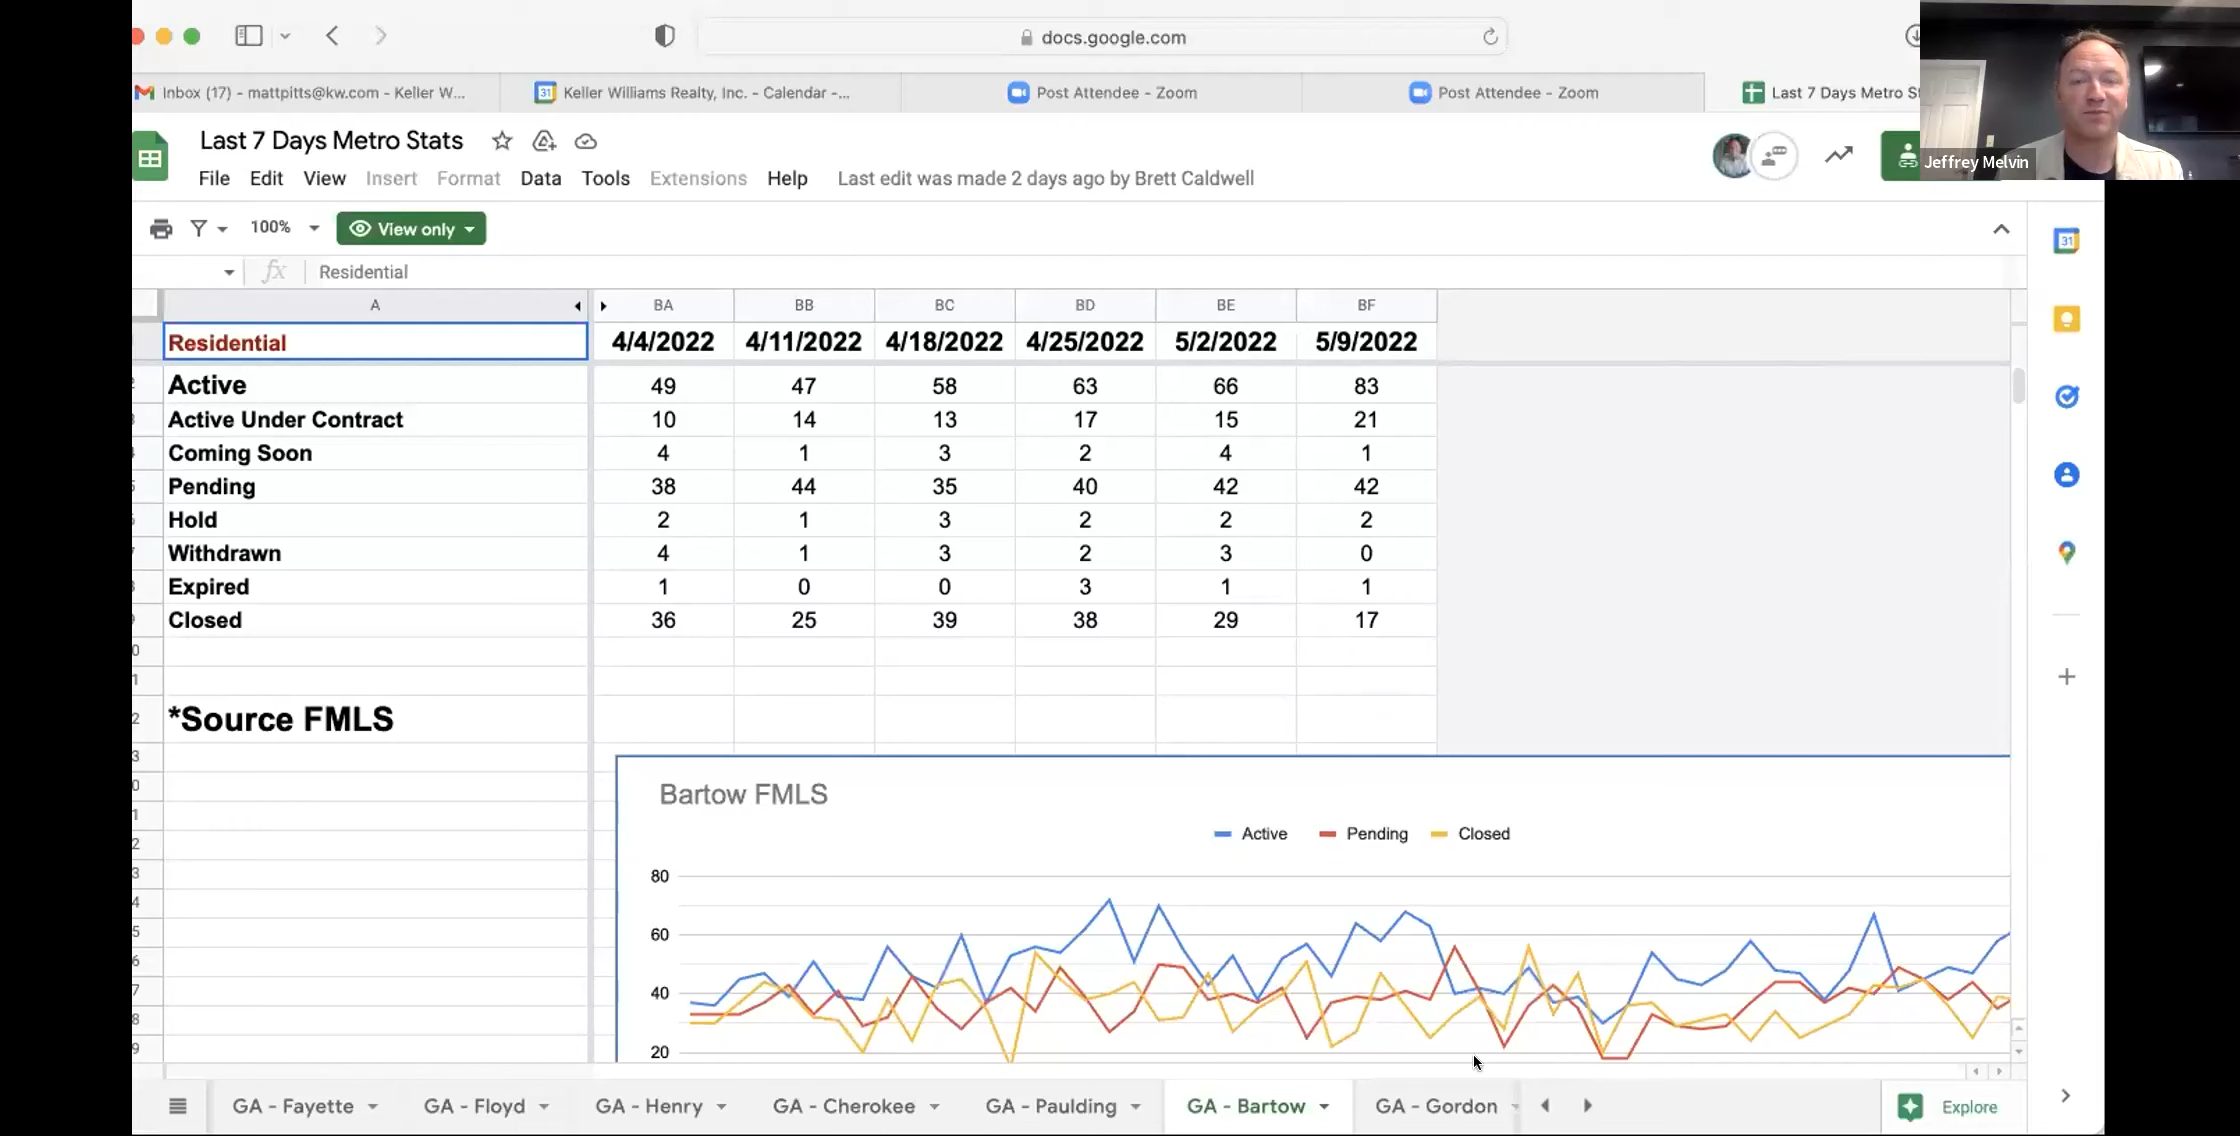 docs.google.com
Inbox (17) - mattpitts@kw.com - Keller W...
31 Keller Williams Realty, Inc. - Calendar -...
Post Attendee - Zoom
Post Attendee - Zoom
Last 7 Days Metro St
Jeffrey Melvin
Last 7 Days Metro Stats
File Edit View Insert Format Data Tools Extensions Help Last edit was made 2 days ago by Brett Caldwell
100% View only
31
fx Residential
A BA BB BC BD BE BF
Residential 4/4/2022 4/11/2022 4/18/2022 4/25/2022 5/2/2022 5/9/2022
Active 49 47 58 63 66 83
Active Under Contract 10 14 13 17 15 21
Coming Soon 4 1 3 2 4 1
Pending 38 44 35 40 42 42
Hold 2 1 3 2 2 2
Withdrawn 4 1 3 2 3 0
Expired 1 0 0 3 1 1
Closed 36 25 39 38 29 17
*Source FMLS
Bartow FMLS
Active Pending Closed
80
60
40
20
GA - Fayette GA - Floyd GA - Henry GA - Cherokee GA - Paulding GA - Bartow GA - Gordon Explore